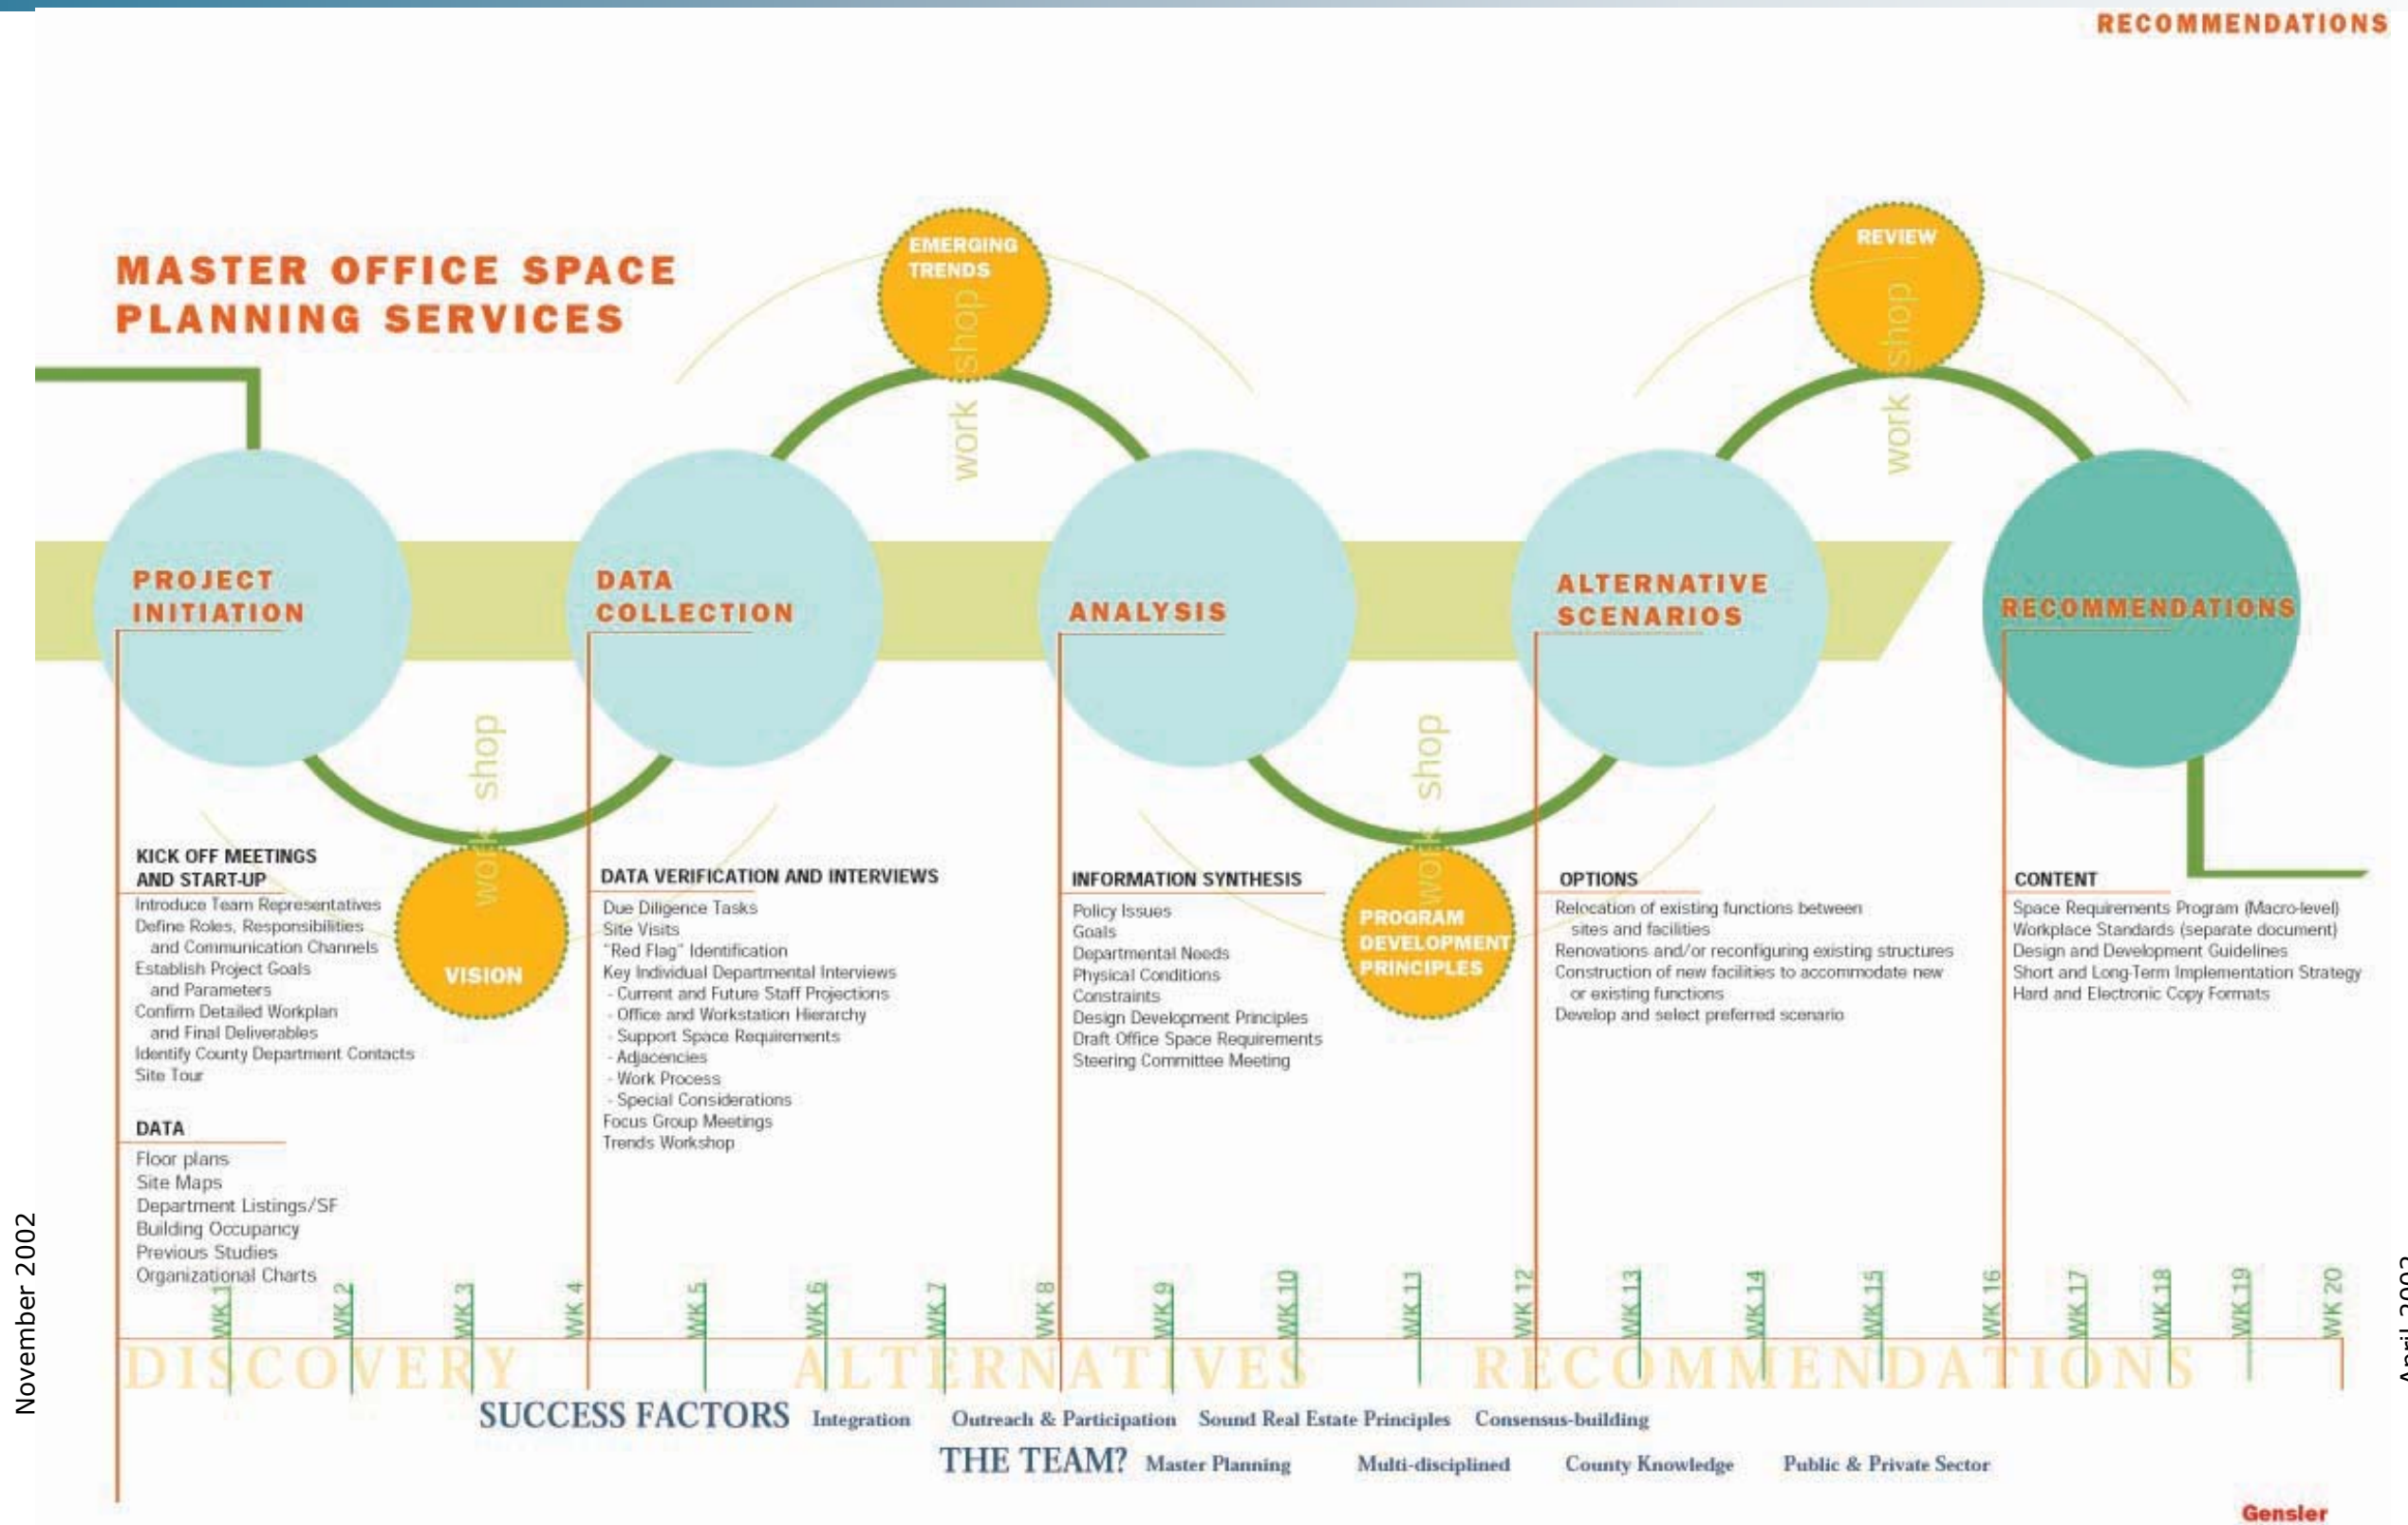 RECOMMENDATIONS
MASTER OFFICE SPACE
PLANNING SERVICES
EMERGING
TRENDS
work shop
REVIEW
work shop
PROJECT
INITIATION
DATA
COLLECTION
ANALYSIS
ALTERNATIVE
SCENARIOS
RECOMMENDATIONS
work shop
VISION
work shop
PROGRAM
DEVELOPMENT
PRINCIPLES
KICK OFF MEETINGS
AND START-UP
Introduce Team Representatives
Define Roles, Responsibilities
and Communication Channels
Establish Project Goals
and Parameters
Confirm Detailed Workplan
and Final Deliverables
Identify County Department Contacts
Site Tour
DATA
Floor plans
Site Maps
Department Listings/SF
Building Occupancy
Previous Studies
Organizational Charts
DATA VERIFICATION AND INTERVIEWS
Due Diligence Tasks
Site Visits
"Red Flag" Identification
Key Individual Departmental Interviews
- Current and Future Staff Projections
- Office and Workstation Hierarchy
- Support Space Requirements
- Adjacencies
- Work Process
- Special Considerations
Focus Group Meetings
Trends Workshop
INFORMATION SYNTHESIS
Policy Issues
Goals
Departmental Needs
Physical Conditions
Constraints
Design Development Principles
Draft Office Space Requirements
Steering Committee Meeting
OPTIONS
Relocation of existing functions between
sites and facilities
Renovations and/or reconfiguring existing structures
Construction of new facilities to accommodate new
or existing functions
Develop and select preferred scenario
CONTENT
Space Requirements Program (Macro-level)
Workplace Standards (separate document)
Design and Development Guidelines
Short and Long-Term Implementation Strategy
Hard and Electronic Copy Formats
November 2002
WK 1
WK 2
WK 3
WK 4
WK 5
WK 6
WK 7
WK 8
WK 9
WK 10
WK 11
WK 12
WK 13
WK 14
WK 15
WK 16
WK 17
WK 18
WK 19
WK 20
DISCOVERY ALTERNATIVES RECOMMENDATIONS
SUCCESS FACTORS Integration Outreach & Participation Sound Real Estate Principles Consensus-building
THE TEAM? Master Planning Multi-disciplined County Knowledge Public & Private Sector
Gensler